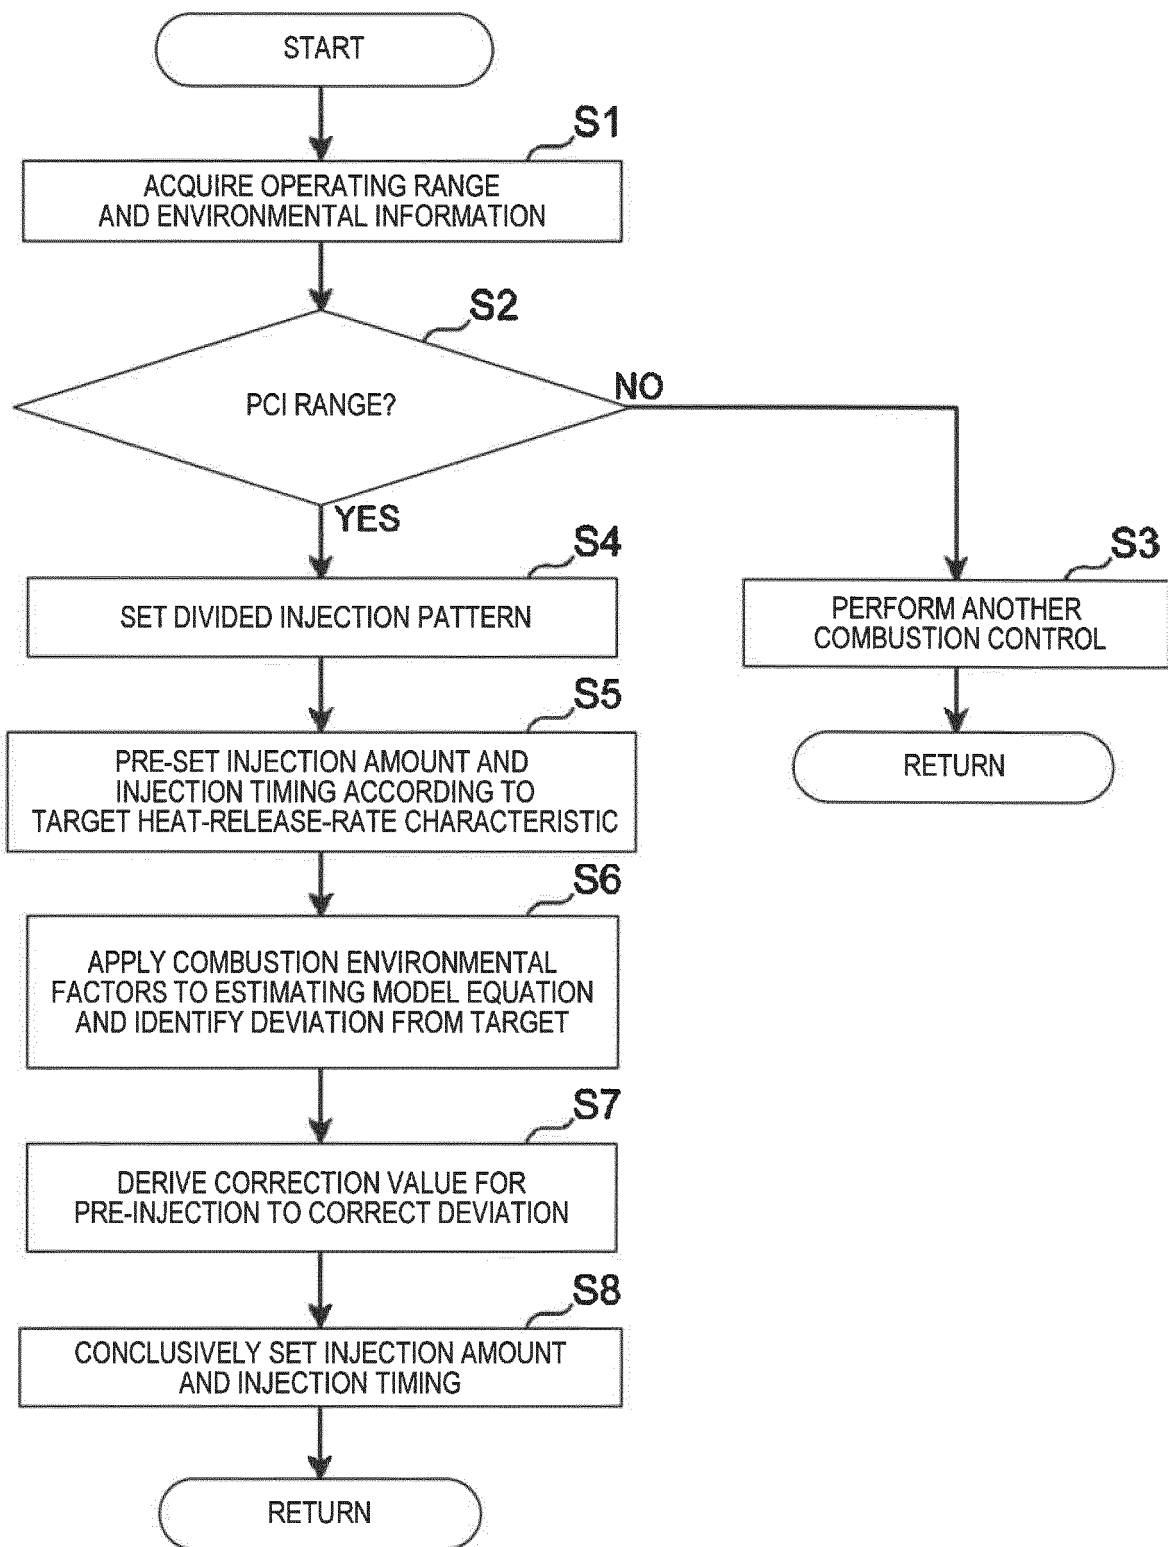 START
S1
ACQUIRE OPERATING RANGE
AND ENVIRONMENTAL INFORMATION
S2
PCI RANGE?
NO
YES
S4
SET DIVIDED INJECTION PATTERN
S3
PERFORM ANOTHER
COMBUSTION CONTROL
RETURN
S5
PRE-SET INJECTION AMOUNT AND
INJECTION TIMING ACCORDING TO
TARGET HEAT-RELEASE-RATE CHARACTERISTIC
S6
APPLY COMBUSTION ENVIRONMENTAL
FACTORS TO ESTIMATING MODEL EQUATION
AND IDENTIFY DEVIATION FROM TARGET
S7
DERIVE CORRECTION VALUE FOR
PRE-INJECTION TO CORRECT DEVIATION
S8
CONCLUSIVELY SET INJECTION AMOUNT
AND INJECTION TIMING
RETURN